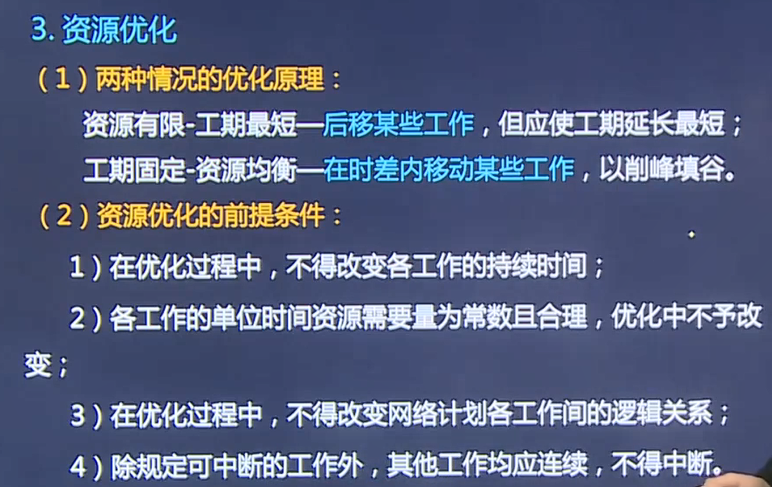 3. 资源优化
（1）两种情况的优化原理：
资源有限-工期最短—后移某些工作，但应使工期延长最短；
工期固定-资源均衡—在时差内移动某些工作，以削峰填谷。
（2）资源优化的前提条件：
1）在优化过程中，不得改变各工作的持续时间；
2）各工作的单位时间资源需要量为常数且合理，优化中不予改
变；
3）在优化过程中，不得改变网络计划各工作间的逻辑关系；
4）除规定可中断的工作外，其他工作均应连续，不得中断。